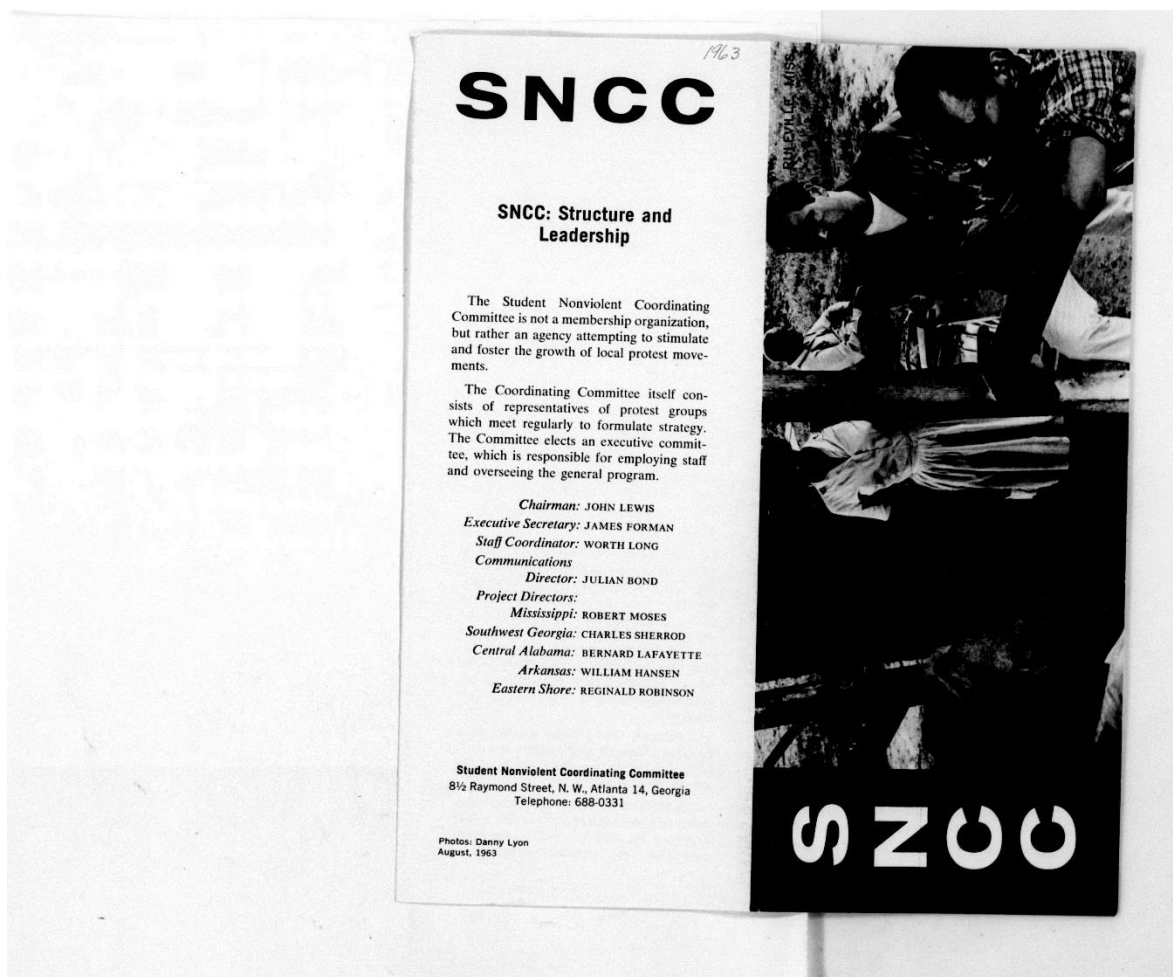 1963
SNCC
SNCC: Structure and
Leadership
The Student Nonviolent Coordinating
Committee is not a membership organization,
but rather an agency attempting to stimulate
and foster the growth of local protest move-
ments.
The Coordinating Committee itself con-
sists of representatives of protest groups
which meet regularly to formulate strategy.
The Committee elects an executive commit-
tee, which is responsible for employing staff
and overseeing the general program.
Chairman: JOHN LEWIS
Executive Secretary: JAMES FORMAN
Staff Coordinator: WORTH LONG
Communications
Director: JULIAN BOND
Project Directors:
Mississippi: ROBERT MOSES
Southwest Georgia: CHARLES SHERROD
Central Alabama: BERNARD LAFAYETTE
Arkansas: WILLIAM HANSEN
Eastern Shore: REGINALD ROBINSON
Student Nonviolent Coordinating Committee
8½ Raymond Street, N. W., Atlanta 14, Georgia
Telephone: 688-0331
Photos: Danny Lyon
August, 1963
RULEVILLE, MISS.
SNCC